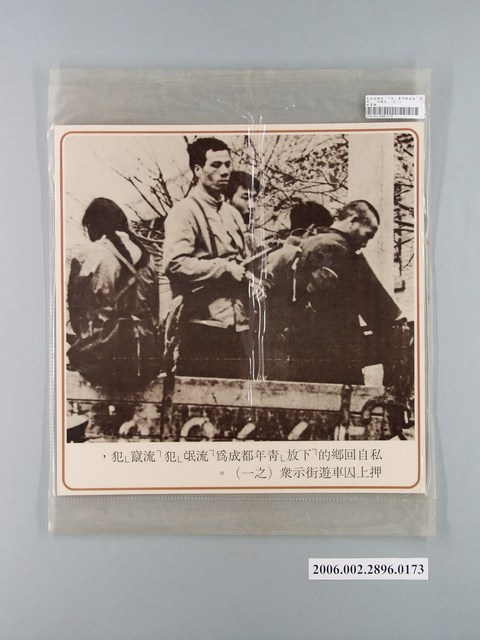 私自回鄉的「下放」青年都成爲「流氓」犯「流竄」犯，
押上囚車遊街示衆（之一）。
2006.002.2896.0173